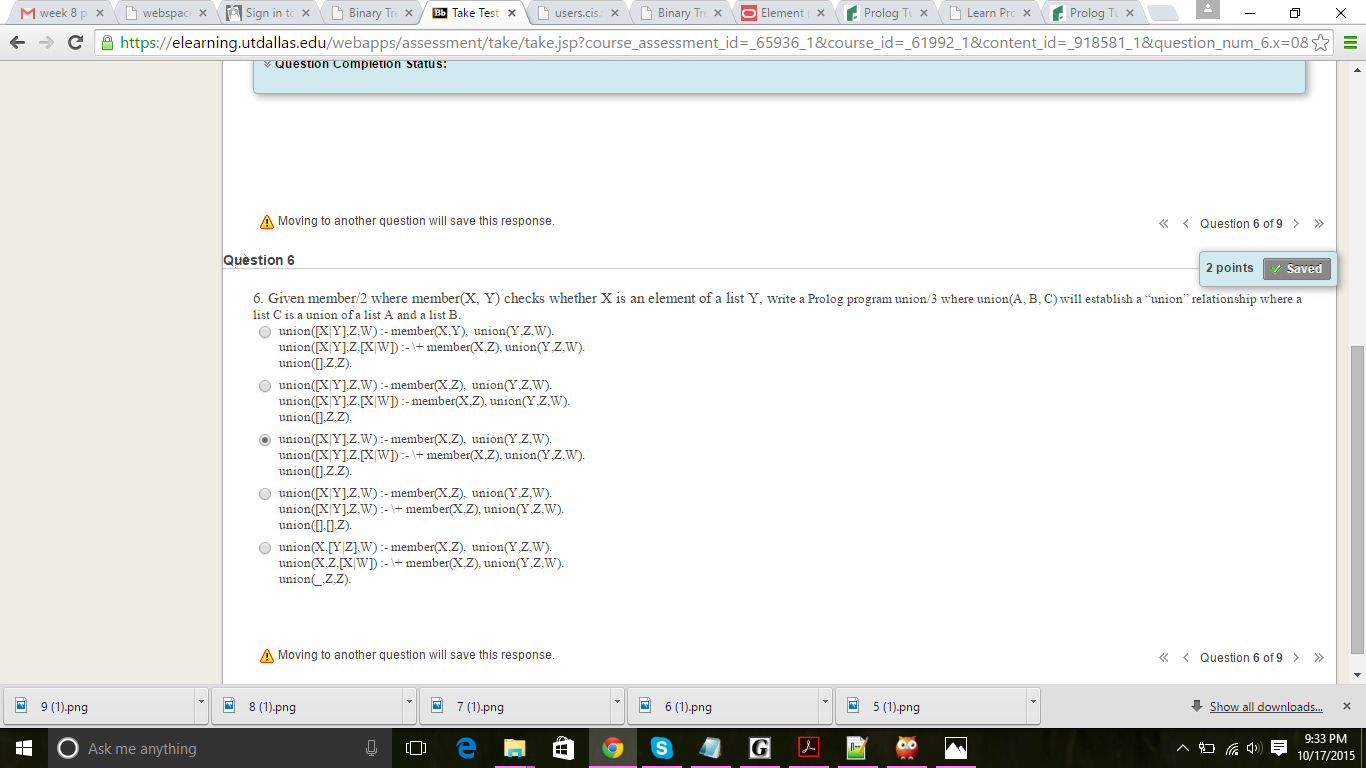 week 8 p
webspac
Sign in to
Binary Tr
Bb Take Test
users.cis.
Binary Tr
Element
Prolog Tu
Learn Pro
Prolog Tu
https://elearning.utdallas.edu/webapps/assessment/take/take.jsp?course_assessment_id=_65936_1&course_id=_61992_1&content_id=_918581_1&question_num_6.x=08
Question Completion Status:
Moving to another question will save this response.
Question 6 of 9
Question 6
2 points
Saved
6. Given member/2 where member(X, Y) checks whether X is an element of a list Y, write a Prolog program union/3 where union(A, B, C) will establish a “union” relationship where a
list C is a union of a list A and a list B.
union([X|Y],Z,W) :- member(X,Y), union(Y,Z,W).
union([X|Y],Z,[X|W]) :- \+ member(X,Z), union(Y,Z,W).
union([],Z,Z).
union([X|Y],Z,W) :- member(X,Z), union(Y,Z,W).
union([X|Y],Z,[X|W]) :- member(X,Z), union(Y,Z,W).
union([],Z,Z).
union([X|Y],Z,W) :- member(X,Z), union(Y,Z,W).
union([X|Y],Z,[X|W]) :- \+ member(X,Z), union(Y,Z,W).
union([],Z,Z).
union([X|Y],Z,W) :- member(X,Z), union(Y,Z,W).
union([X|Y],Z,W) :- \+ member(X,Z), union(Y,Z,W).
union([],[],Z).
union(X,[Y|Z],W) :- member(X,Z), union(Y,Z,W).
union(X,Z,[X|W]) :- \+ member(X,Z), union(Y,Z,W).
union(_,Z,Z).
Moving to another question will save this response.
Question 6 of 9
9 (1).png
8 (1).png
7 (1).png
6 (1).png
5 (1).png
Show all downloads...
Ask me anything
9:33 PM
10/17/2015